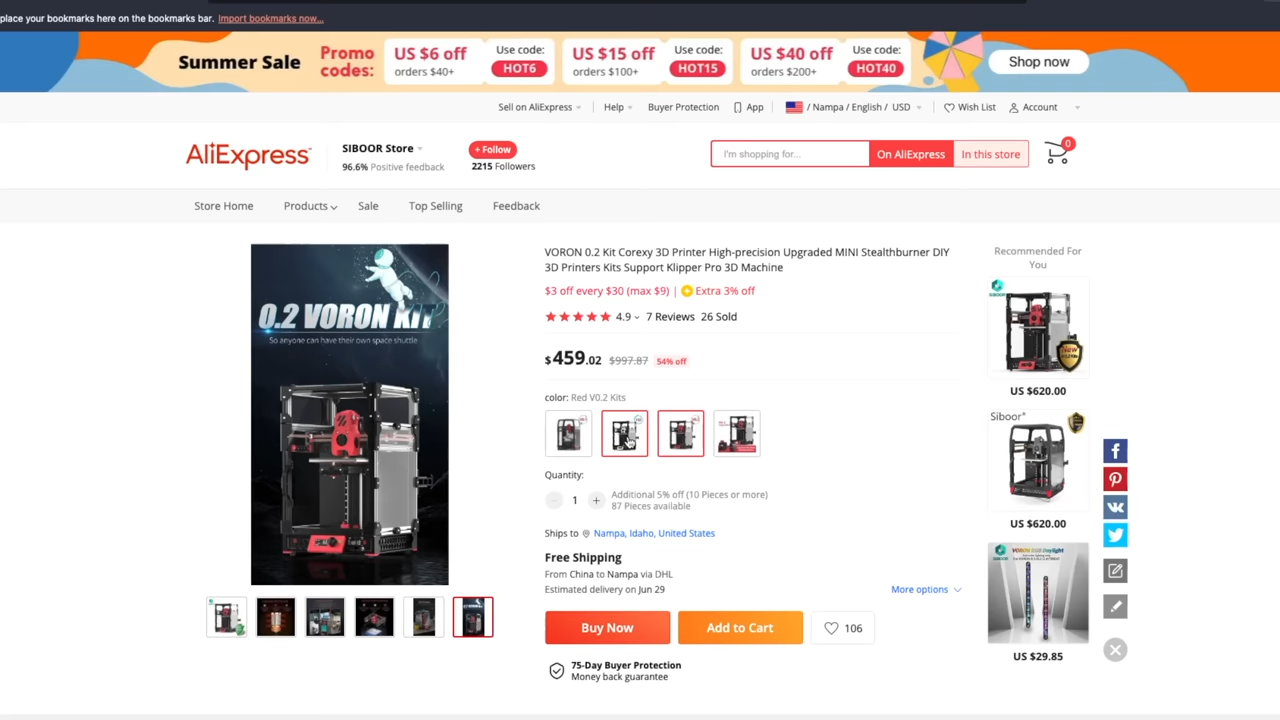 place your bookmarks here on the bookmarks bar. Import bookmarks now...
Summer Sale
Promo codes:
US $6 off
orders $40+
Use code:
HOT6
US $15 off
orders $100+
Use code:
HOT15
US $40 off
orders $200+
Use code:
HOT40
Shop now
Sell on AliExpress
Help
Buyer Protection
App
/ Nampa / English / USD
Wish List
Account
AliExpress
SIBOOR Store
96.6% Positive feedback
+ Follow
2215 Followers
I'm shopping for...
On AliExpress
In this store
0
Store Home
Products
Sale
Top Selling
Feedback
0.2 VORON KIT
So anyone can have their own space shuttle
VORON 0.2 Kit Corexy 3D Printer High-precision Upgraded MINI Stealthburner DIY
3D Printers Kits Support Klipper Pro 3D Machine
$3 off every $30 (max $9) | Extra 3% off
4.9 7 Reviews 26 Sold
$459.02 $997.87 54% off
color: Red V0.2 Kits
Quantity:
1
Additional 5% off (10 Pieces or more)
87 Pieces available
Ships to Nampa, Idaho, United States
Free Shipping
From China to Nampa via DHL
Estimated delivery on Jun 29
More options
Buy Now
Add to Cart
106
75-Day Buyer Protection
Money back guarantee
Recommended For
You
US $620.00
Siboor
US $620.00
US $29.85